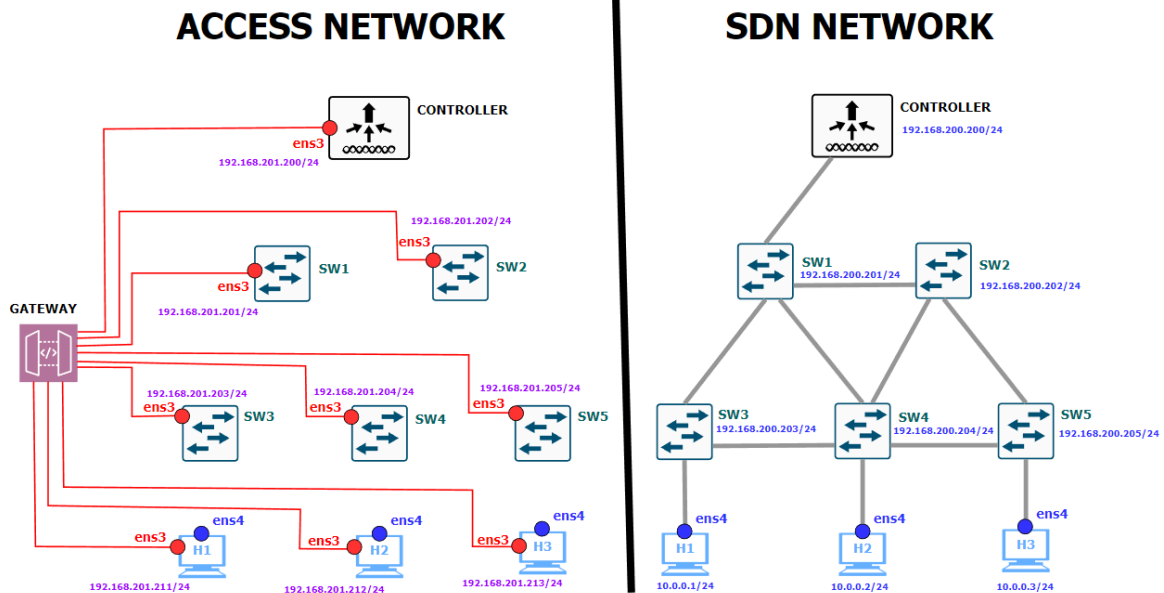 ACCESS NETWORK
SDN NETWORK
CONTROLLER
ens3
192.168.201.200/24
192.168.201.202/24
ens3
SW2
SW1
ens3
192.168.201.201/24
GATEWAY
</>
192.168.201.203/24
ens3
SW3
192.168.201.204/24
ens3
SW4
192.168.201.205/24
ens3
SW5
ens4
ens3
H1
192.168.201.211/24
ens4
ens3
H2
192.168.201.212/24
ens4
ens3
H3
192.168.201.213/24
CONTROLLER
192.168.200.200/24
SW1
192.168.200.201/24
SW2
192.168.200.202/24
SW3
192.168.200.203/24
SW4
192.168.200.204/24
SW5
192.168.200.205/24
ens4
H1
10.0.0.1/24
ens4
H2
10.0.0.2/24
ens4
H3
10.0.0.3/24